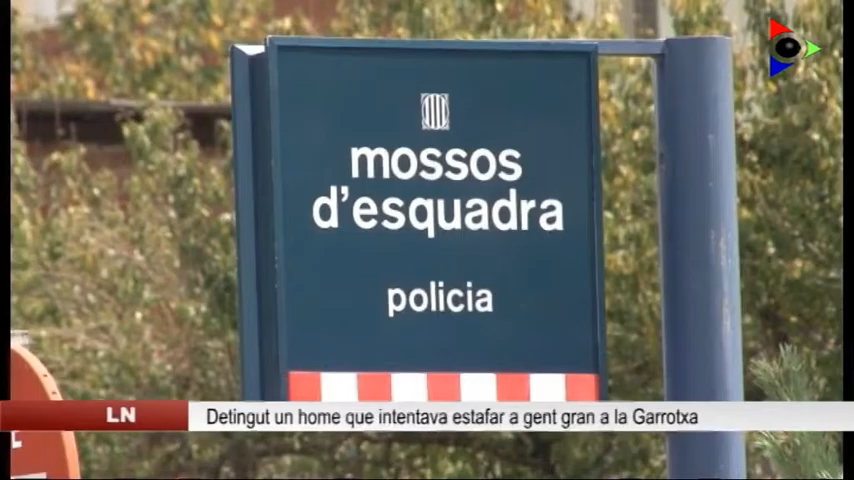 mossos
d'esquadra
policia
LN Detingut un home que intentava estafar a gent gran a la Garrotxa